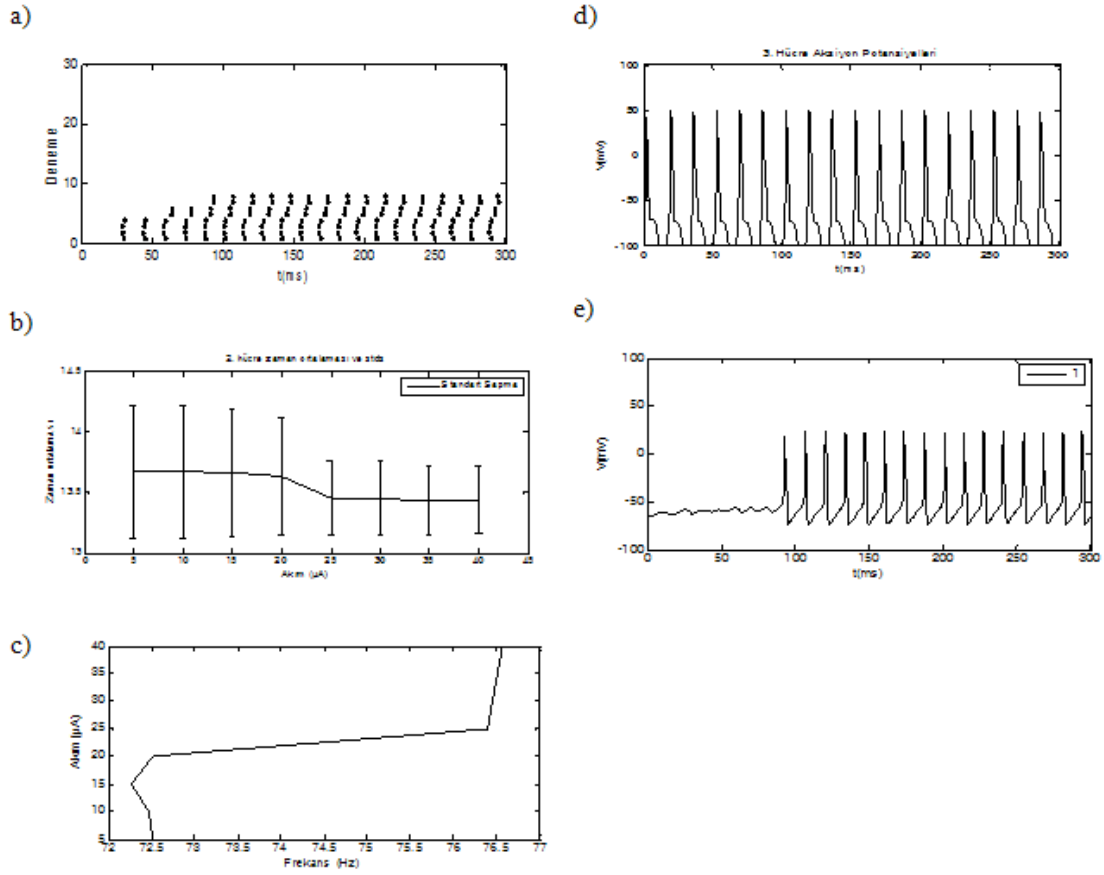 a)
30
20
10
0
Deneme
0 50 100 150 200 250 300
t(ms)
b)
2. hücre zaman ortalaması ve stds
14.5
14
13.5
13
Zaman ortalaması
Standart Sapma
0 5 10 15 20 25 30 35 40 45
Akım (µA)
c)
40
35
30
25
20
15
10
5
Akım (µA)
72 72.5 73 73.5 74 74.5 75 75.5 76 76.5 77
Frekans (Hz)
d)
3. Hücre Aksiyon Potensiyelleri
100
50
0
-50
-100
V(mV)
0 50 100 150 200 250 300
t(ms)
e)
100
50
0
-50
-100
V(mV)
1
0 50 100 150 200 250 300
t(ms)